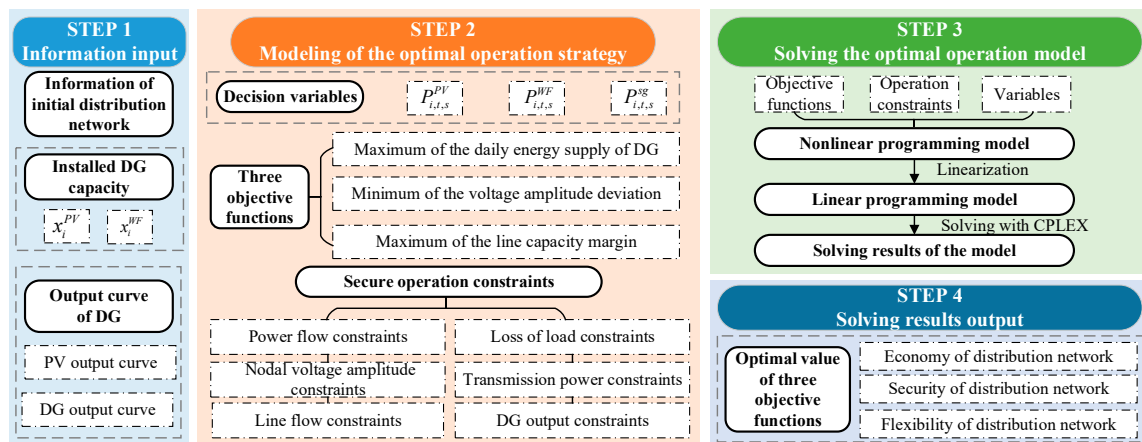 STEP 1
Information input
Information of
initial distribution
network
Installed DG
capacity
x_i^{PV}
x_i^{WF}
Output curve
of DG
PV output curve
DG output curve
STEP 2
Modeling of the optimal operation strategy
Decision variables
P_{i,t,s}^{PV}
P_{i,t,s}^{WF}
P_{i,t,s}^{sg}
Three
objective
functions
Maximum of the daily energy supply of DG
Minimum of the voltage amplitude deviation
Maximum of the line capacity margin
Secure operation constraints
Power flow constraints
Nodal voltage amplitude
constraints
Line flow constraints
Loss of load constraints
Transmission power constraints
DG output constraints
STEP 3
Solving the optimal operation model
Objective
functions
Operation
constraints
Variables
Nonlinear programming model
Linearization
Linear programming model
Solving with CPLEX
Solving results of the model
STEP 4
Solving results output
Optimal value
of three
objective
functions
Economy of distribution network
Security of distribution network
Flexibility of distribution network